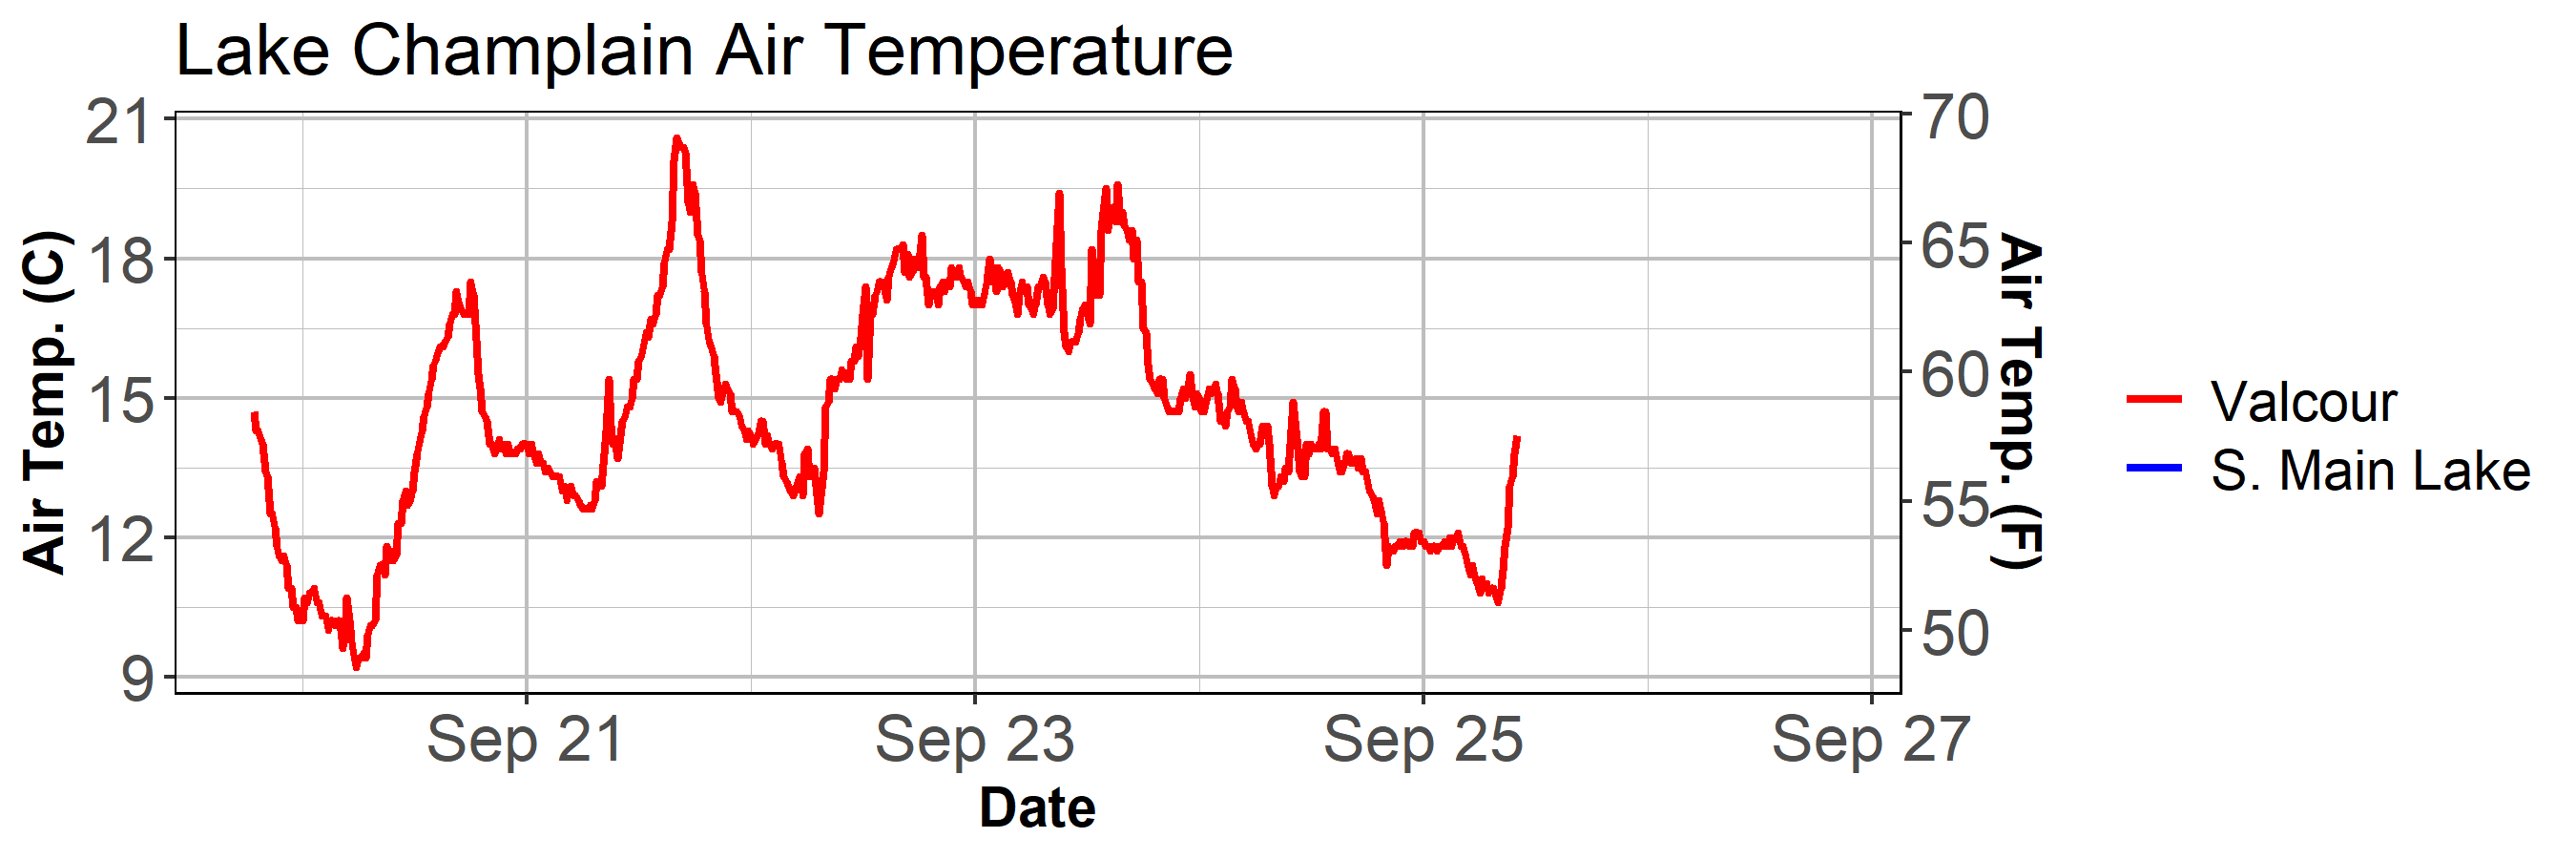 Lake Champlain Air Temperature
21
18
15
12
9
Air Temp. (C)
70
65
60
55
50
Air Temp. (F)
Sep 21
Sep 23
Sep 25
Sep 27
Date
Valcour
S. Main Lake